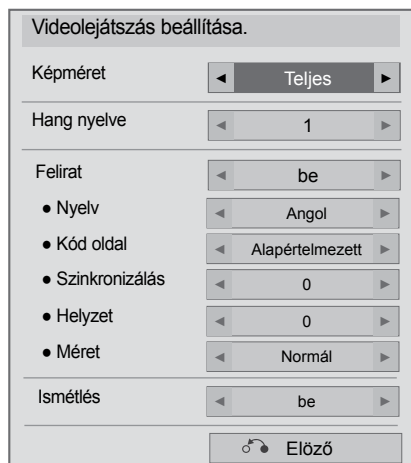 Videolejátszás beállítása.
Képméret ◄ Teljes ►
Hang nyelve ◄ 1 ►
Felirat ◄ be ►
● Nyelv ◄ Angol ►
● Kód oldal ◄ Alapértelmezett ►
● Szinkronizálás ◄ 0 ►
● Helyzet ◄ 0 ►
● Méret ◄ Normál ►
Ismétlés ◄ be ►
Elöző